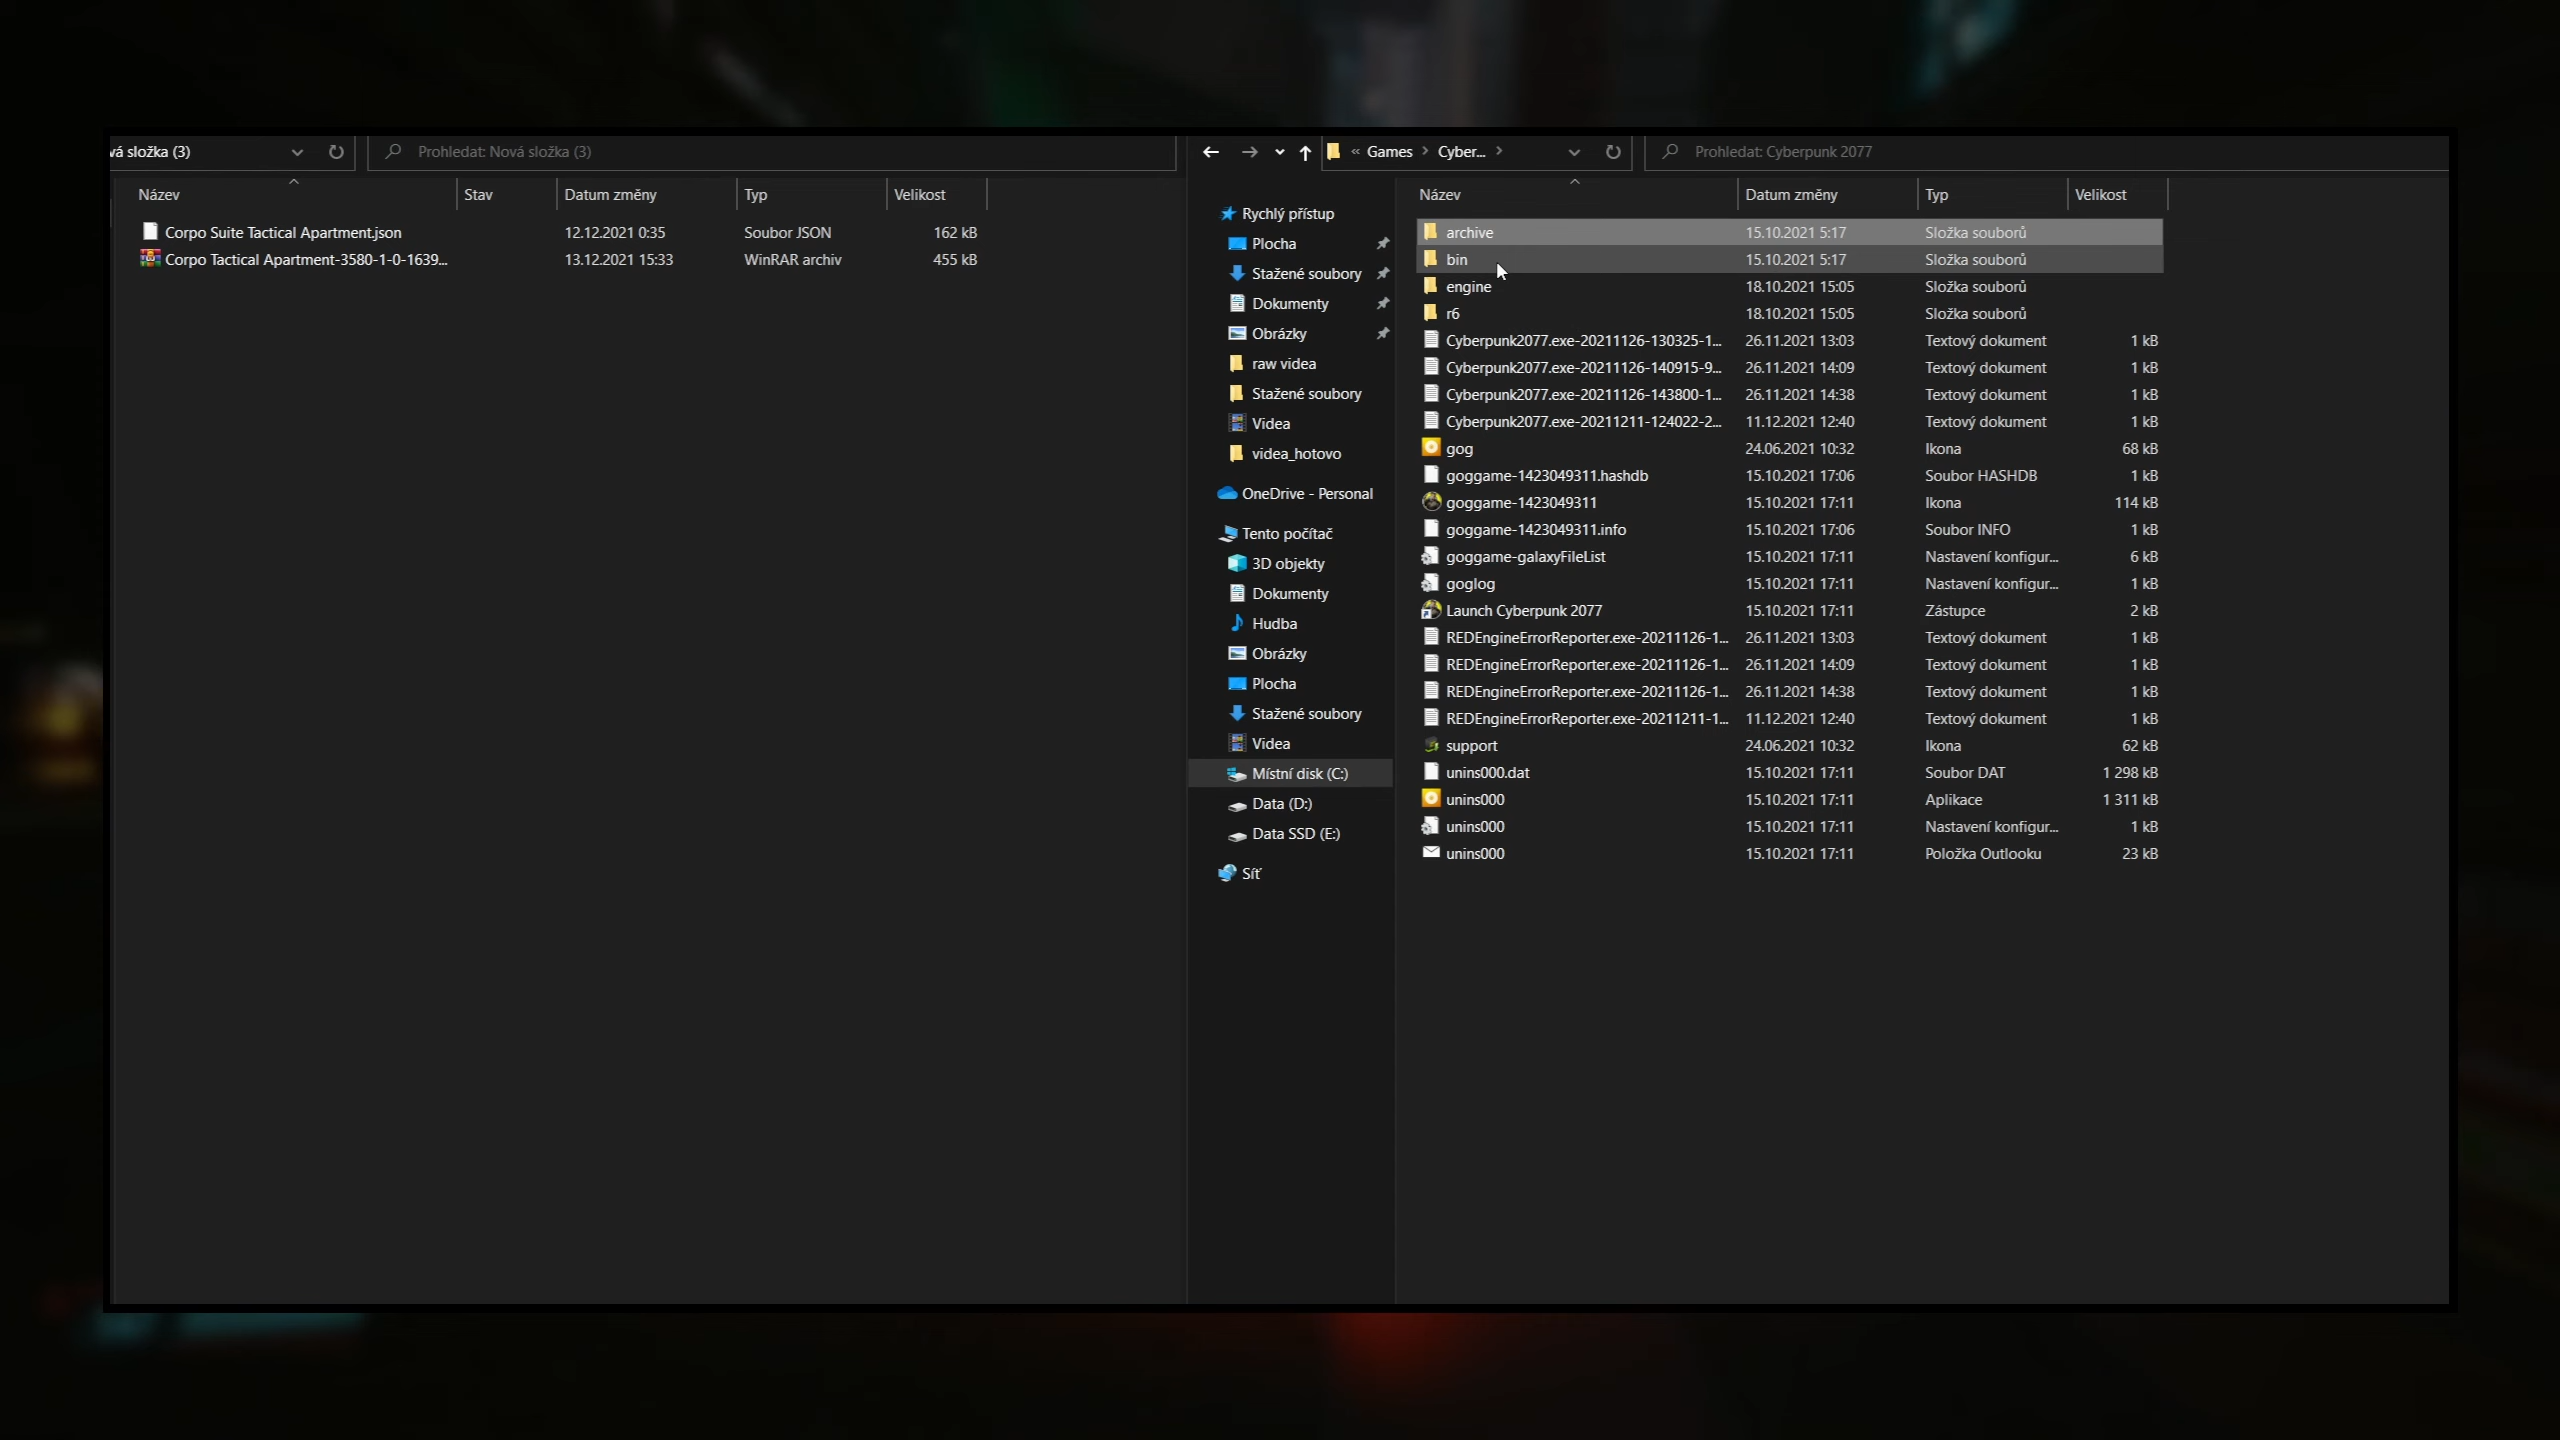 vá složka (3)
Prohledat: Nová složka (3)
Název Stav Datum změny Typ Velikost
Corpo Suite Tactical Apartment.json 12.12.2021 0:35 Soubor JSON 162 kB
Corpo Tactical Apartment-3580-1-0-1639... 13.12.2021 15:33 WinRAR archiv 455 kB
« Games › Cyber... ›
Prohledat: Cyberpunk 2077
Rychlý přístup
Plocha
Stažené soubory
Dokumenty
Obrázky
raw videa
Stažené soubory
Videa
videa_hotovo
OneDrive - Personal
Tento počítač
3D objekty
Dokumenty
Hudba
Obrázky
Plocha
Stažené soubory
Videa
Místní disk (C:)
Data (D:)
Data SSD (E:)
Síť
Název Datum změny Typ Velikost
archive 15.10.2021 5:17 Složka souborů
bin 15.10.2021 5:17 Složka souborů
engine 18.10.2021 15:05 Složka souborů
r6 18.10.2021 15:05 Složka souborů
Cyberpunk2077.exe-20211126-130325-1... 26.11.2021 13:03 Textový dokument 1 kB
Cyberpunk2077.exe-20211126-140915-9... 26.11.2021 14:09 Textový dokument 1 kB
Cyberpunk2077.exe-20211126-143800-1... 26.11.2021 14:38 Textový dokument 1 kB
Cyberpunk2077.exe-20211211-124022-2... 11.12.2021 12:40 Textový dokument 1 kB
gog 24.06.2021 10:32 Ikona 68 kB
goggame-1423049311.hashdb 15.10.2021 17:06 Soubor HASHDB 1 kB
goggame-1423049311 15.10.2021 17:11 Ikona 114 kB
goggame-1423049311.info 15.10.2021 17:06 Soubor INFO 1 kB
goggame-galaxyFileList 15.10.2021 17:11 Nastavení konfigur... 6 kB
goglog 15.10.2021 17:11 Nastavení konfigur... 1 kB
Launch Cyberpunk 2077 15.10.2021 17:11 Zástupce 2 kB
REDEngineErrorReporter.exe-20211126-1... 26.11.2021 13:03 Textový dokument 1 kB
REDEngineErrorReporter.exe-20211126-1... 26.11.2021 14:09 Textový dokument 1 kB
REDEngineErrorReporter.exe-20211126-1... 26.11.2021 14:38 Textový dokument 1 kB
REDEngineErrorReporter.exe-20211211-1... 11.12.2021 12:40 Textový dokument 1 kB
support 24.06.2021 10:32 Ikona 62 kB
unins000.dat 15.10.2021 17:11 Soubor DAT 1 298 kB
unins000 15.10.2021 17:11 Aplikace 1 311 kB
unins000 15.10.2021 17:11 Nastavení konfigur... 1 kB
unins000 15.10.2021 17:11 Položka Outlooku 23 kB